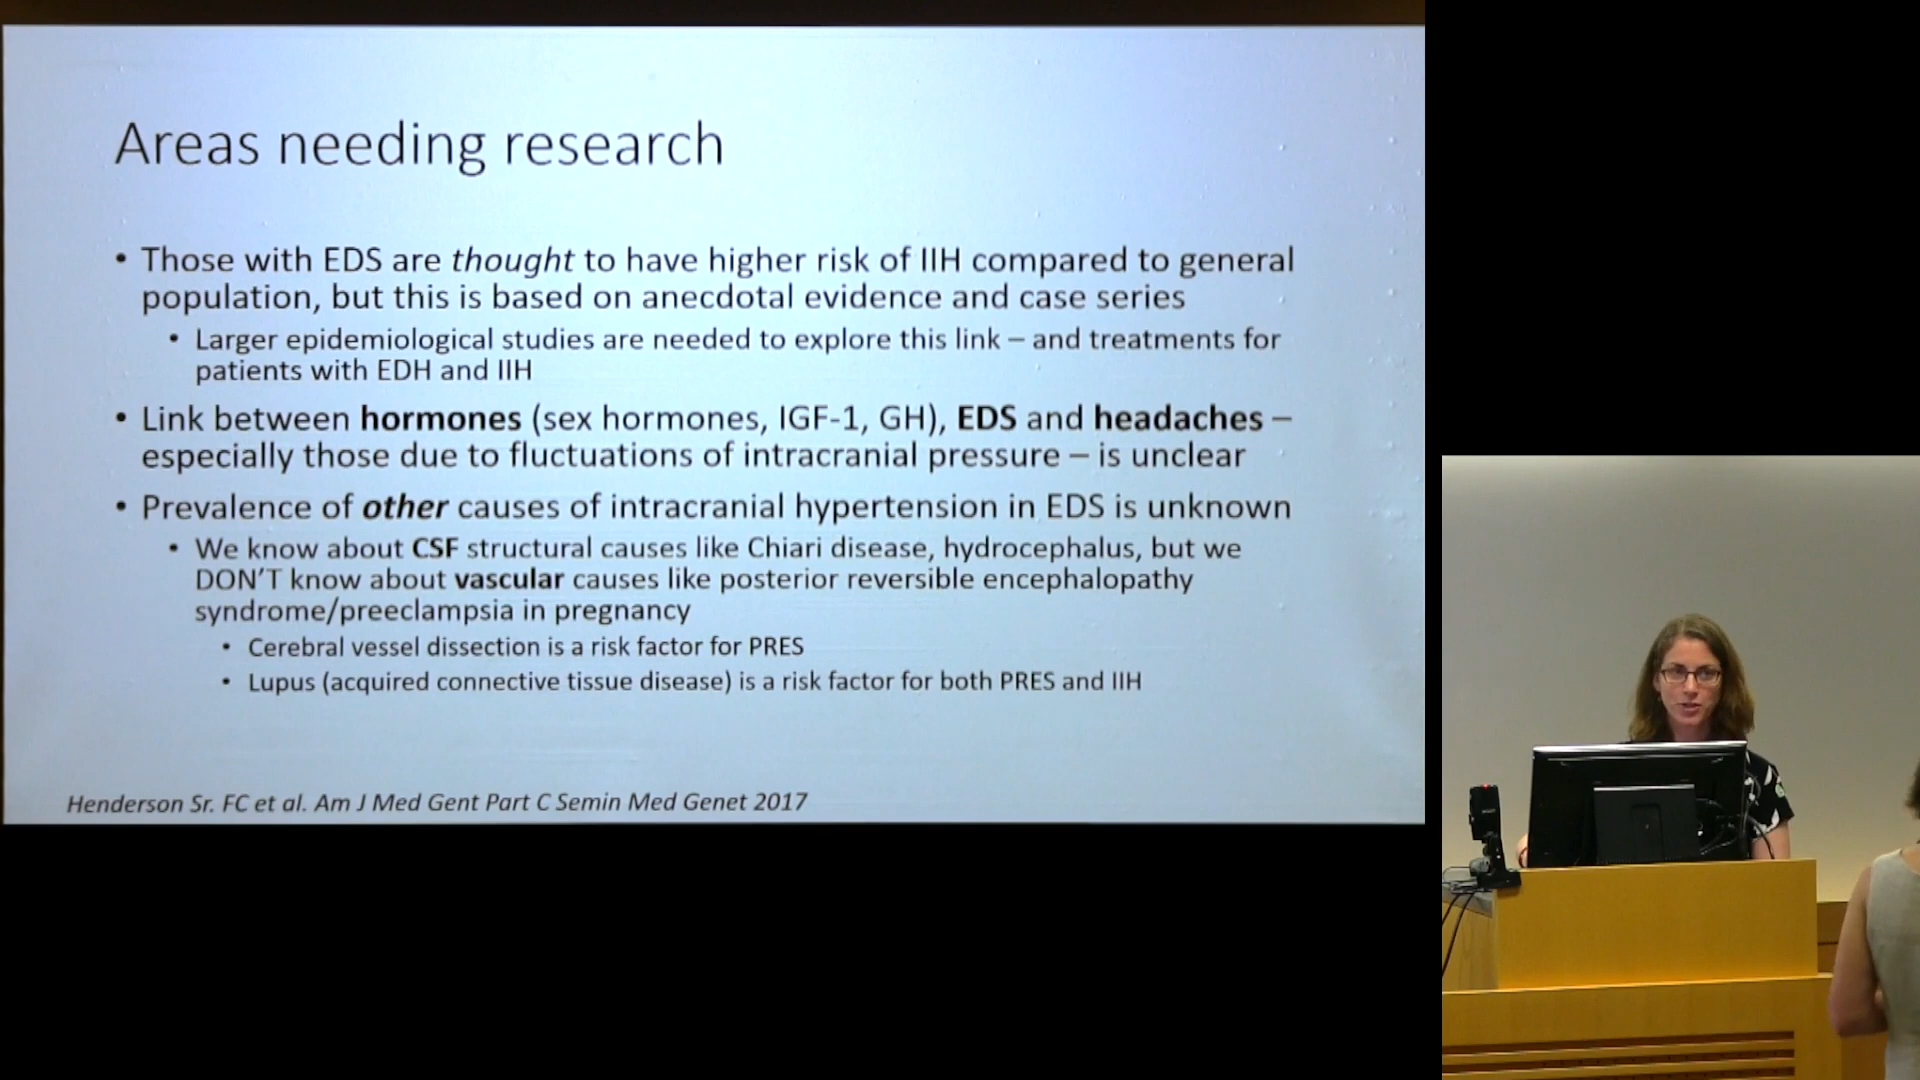 Areas needing research
• Those with EDS are thought to have higher risk of IIH compared to general
population, but this is based on anecdotal evidence and case series
• Larger epidemiological studies are needed to explore this link – and treatments for
patients with EDH and IIH
• Link between hormones (sex hormones, IGF-1, GH), EDS and headaches –
especially those due to fluctuations of intracranial pressure – is unclear
• Prevalence of other causes of intracranial hypertension in EDS is unknown
• We know about CSF structural causes like Chiari disease, hydrocephalus, but we
DON'T know about vascular causes like posterior reversible encephalopathy
syndrome/preeclampsia in pregnancy
• Cerebral vessel dissection is a risk factor for PRES
• Lupus (acquired connective tissue disease) is a risk factor for both PRES and IIH
Henderson Sr. FC et al. Am J Med Gent Part C Semin Med Genet 2017